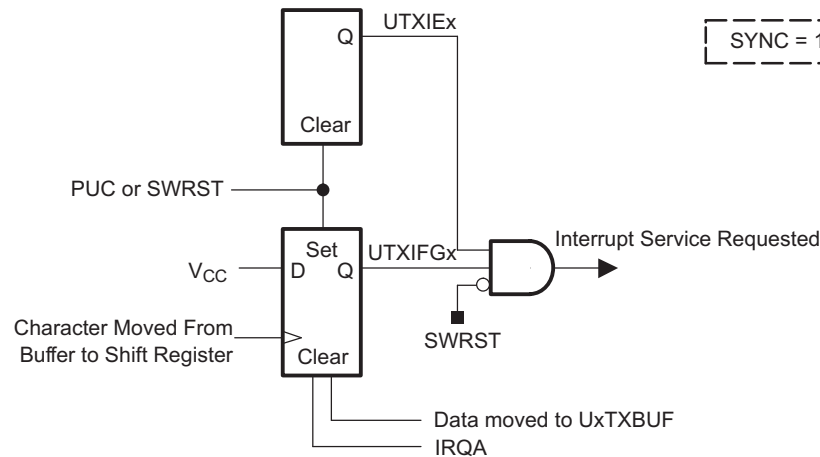 UTXIEx
Q
SYNC = 1
Clear
PUC or SWRST
Set
UTXIFGx
Interrupt Service Requested
VCC
D
Q
Character Moved From
Buffer to Shift Register
SWRST
Clear
Data moved to UxTXBUF
IRQA